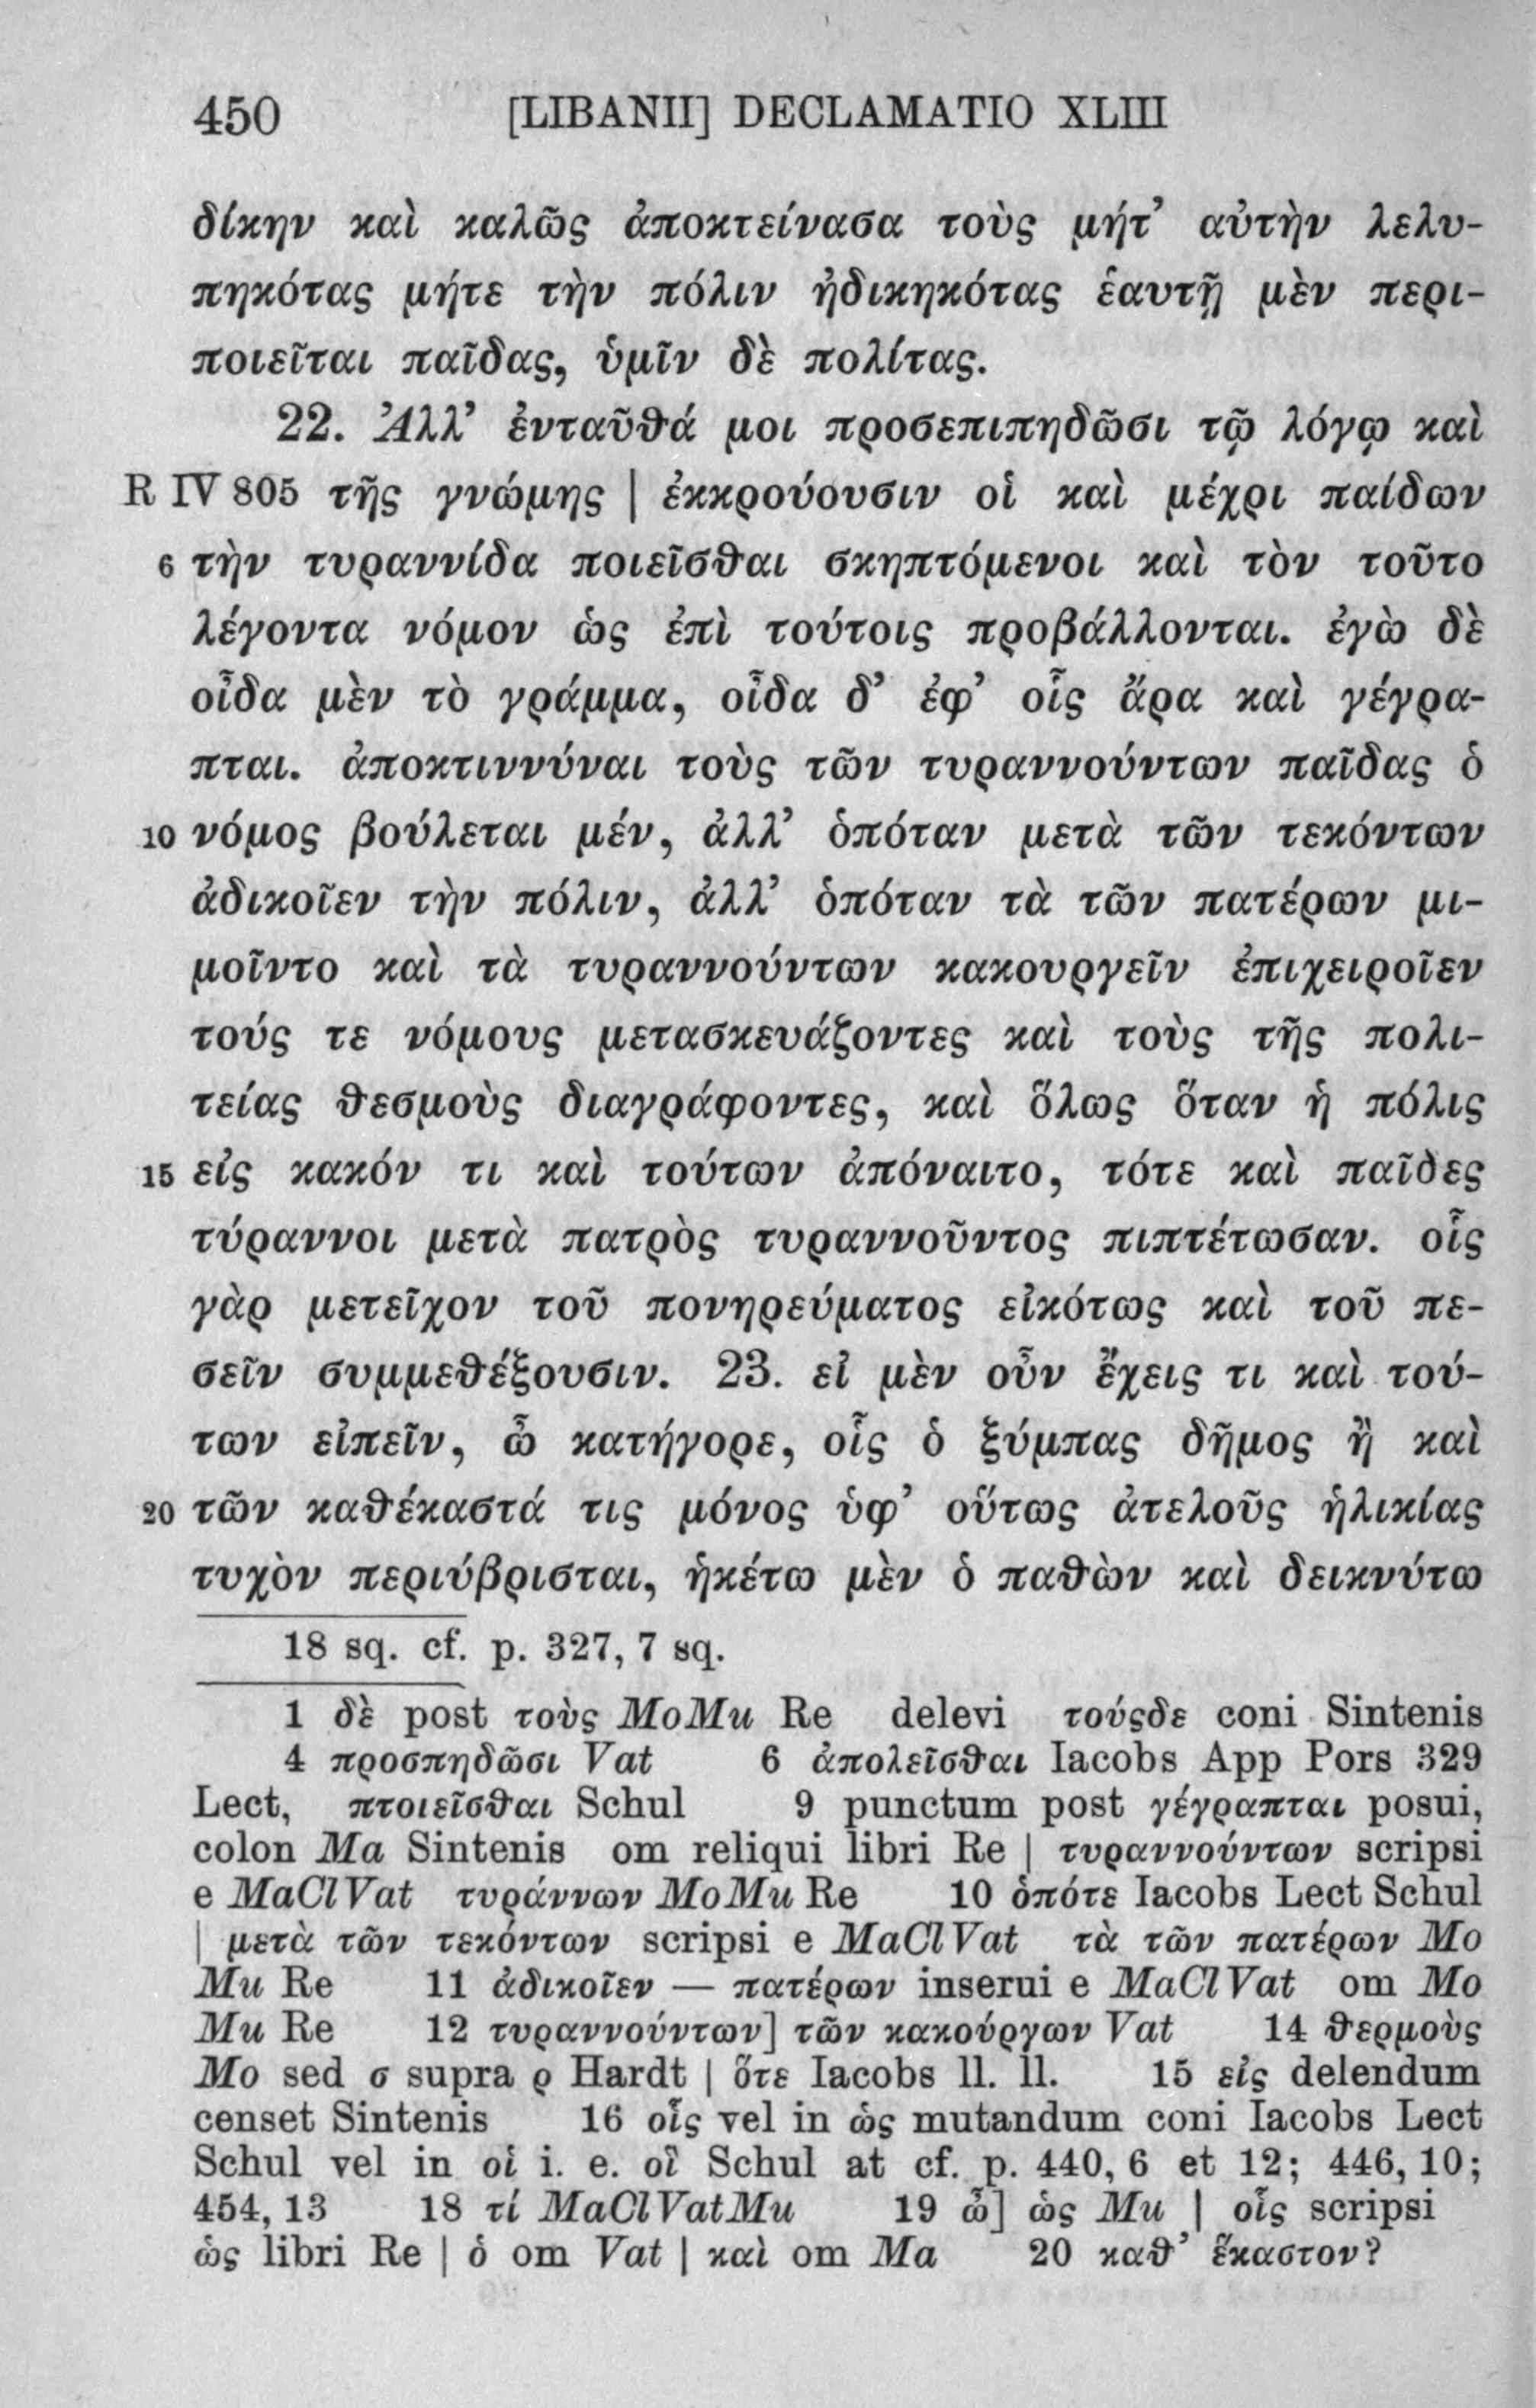 450 [LIBANII] DECLAMATIO XLIII
δίκην καὶ καλῶς ἀποκτείνασα τοὺς μήτ’ αὐτὴν λελυ-
πηκότας μήτε τὴν πόλιν ἠδικηκότας ἑαυτῇ μὲν περι-
ποιεῖται παῖδας, ὑμῖν δὲ πολίτας.
22. Ἀλλ’ ἐνταῦθά μοι προσεπιπηδῶσι τῷ λόγῳ καὶ
R IV 805 τῆς γνώμης | ἐκκρούουσιν οἱ καὶ μέχρι παίδων
6 τὴν τυραννίδα ποιεῖσθαι σκηπτόμενοι καὶ τὸν τοῦτο
λέγοντα νόμον ὡς ἐπὶ τούτοις προβάλλονται. ἐγὼ δὲ
οἶδα μὲν τὸ γράμμα, οἶδα δ’ ἐφ’ οἷς ἄρα καὶ γέγρα-
πται. ἀποκτιννύναι τοὺς τῶν τυραννούντων παῖδας ὁ
10 νόμος βούλεται μέν, ἀλλ’ ὁπόταν μετὰ τῶν τεκόντων
ἀδικοῖεν τὴν πόλιν, ἀλλ’ ὁπόταν τὰ τῶν πατέρων μι-
μοῖντο καὶ τὰ τυραννούντων κακουργεῖν ἐπιχειροῖεν
τούς τε νόμους μετασκευάζοντες καὶ τοὺς τῆς πολι-
τείας θεσμοὺς διαγράφοντες, καὶ ὅλως ὅταν ἡ πόλις
15 εἰς κακόν τι καὶ τούτων ἀπόναιτο, τότε καὶ παῖδες
τύραννοι μετὰ πατρὸς τυραννοῦντος πιπτέτωσαν. οἷς
γὰρ μετεῖχον τοῦ πονηρεύματος εἰκότως καὶ τοῦ πε-
σεῖν συμμεθέξουσιν. 23. εἰ μὲν οὖν ἔχεις τι καὶ τού-
των εἰπεῖν, ὦ κατήγορε, οἷς ὁ ξύμπας δῆμος ἢ καὶ
20 τῶν καθέκαστά τις μόνος ὑφ’ οὕτως ἀτελοῦς ἡλικίας
τυχὸν περιύβρισται, ἡκέτω μὲν ὁ παθὼν καὶ δεικνύτω
18 sq. cf. p. 327, 7 sq.
1 δὲ post τοὺς MoMu Re delevi τούςδε coni Sintenis
4 προσπηδῶσι Vat 6 ἀπολεῖσθαι Iacobs App Pors 329
Lect, πτοιεῖσθαι Schul 9 punctum post γέγραπται posui,
colon Ma Sintenis om reliqui libri Re | τυραννούντων scripsi
e MaClVat τυράννων MoMu Re 10 ὁπότε Iacobs Lect Schul
| μετὰ τῶν τεκόντων scripsi e MaClVat τὰ τῶν πατέρων Mo
Mu Re 11 ἀδικοῖεν — πατέρων inserui e MaClVat om Mo
Mu Re 12 τυραννούντων] τῶν κακούργων Vat 14 θερμοὺς
Mo sed σ supra ρ Hardt | ὅτε Iacobs ll. ll. 15 εἰς delendum
censet Sintenis 16 οἷς vel in ὡς mutandum coni Iacobs Lect
Schul vel in οἱ i. e. οἳ Schul at cf. p. 440, 6 et 12; 446, 10;
454, 13 18 τί MaClVatMu 19 ὦ] ὡς Mu | οἷς scripsi
ὡς libri Re | ὁ om Vat | καὶ om Ma 20 καθ’ ἕκαστον?